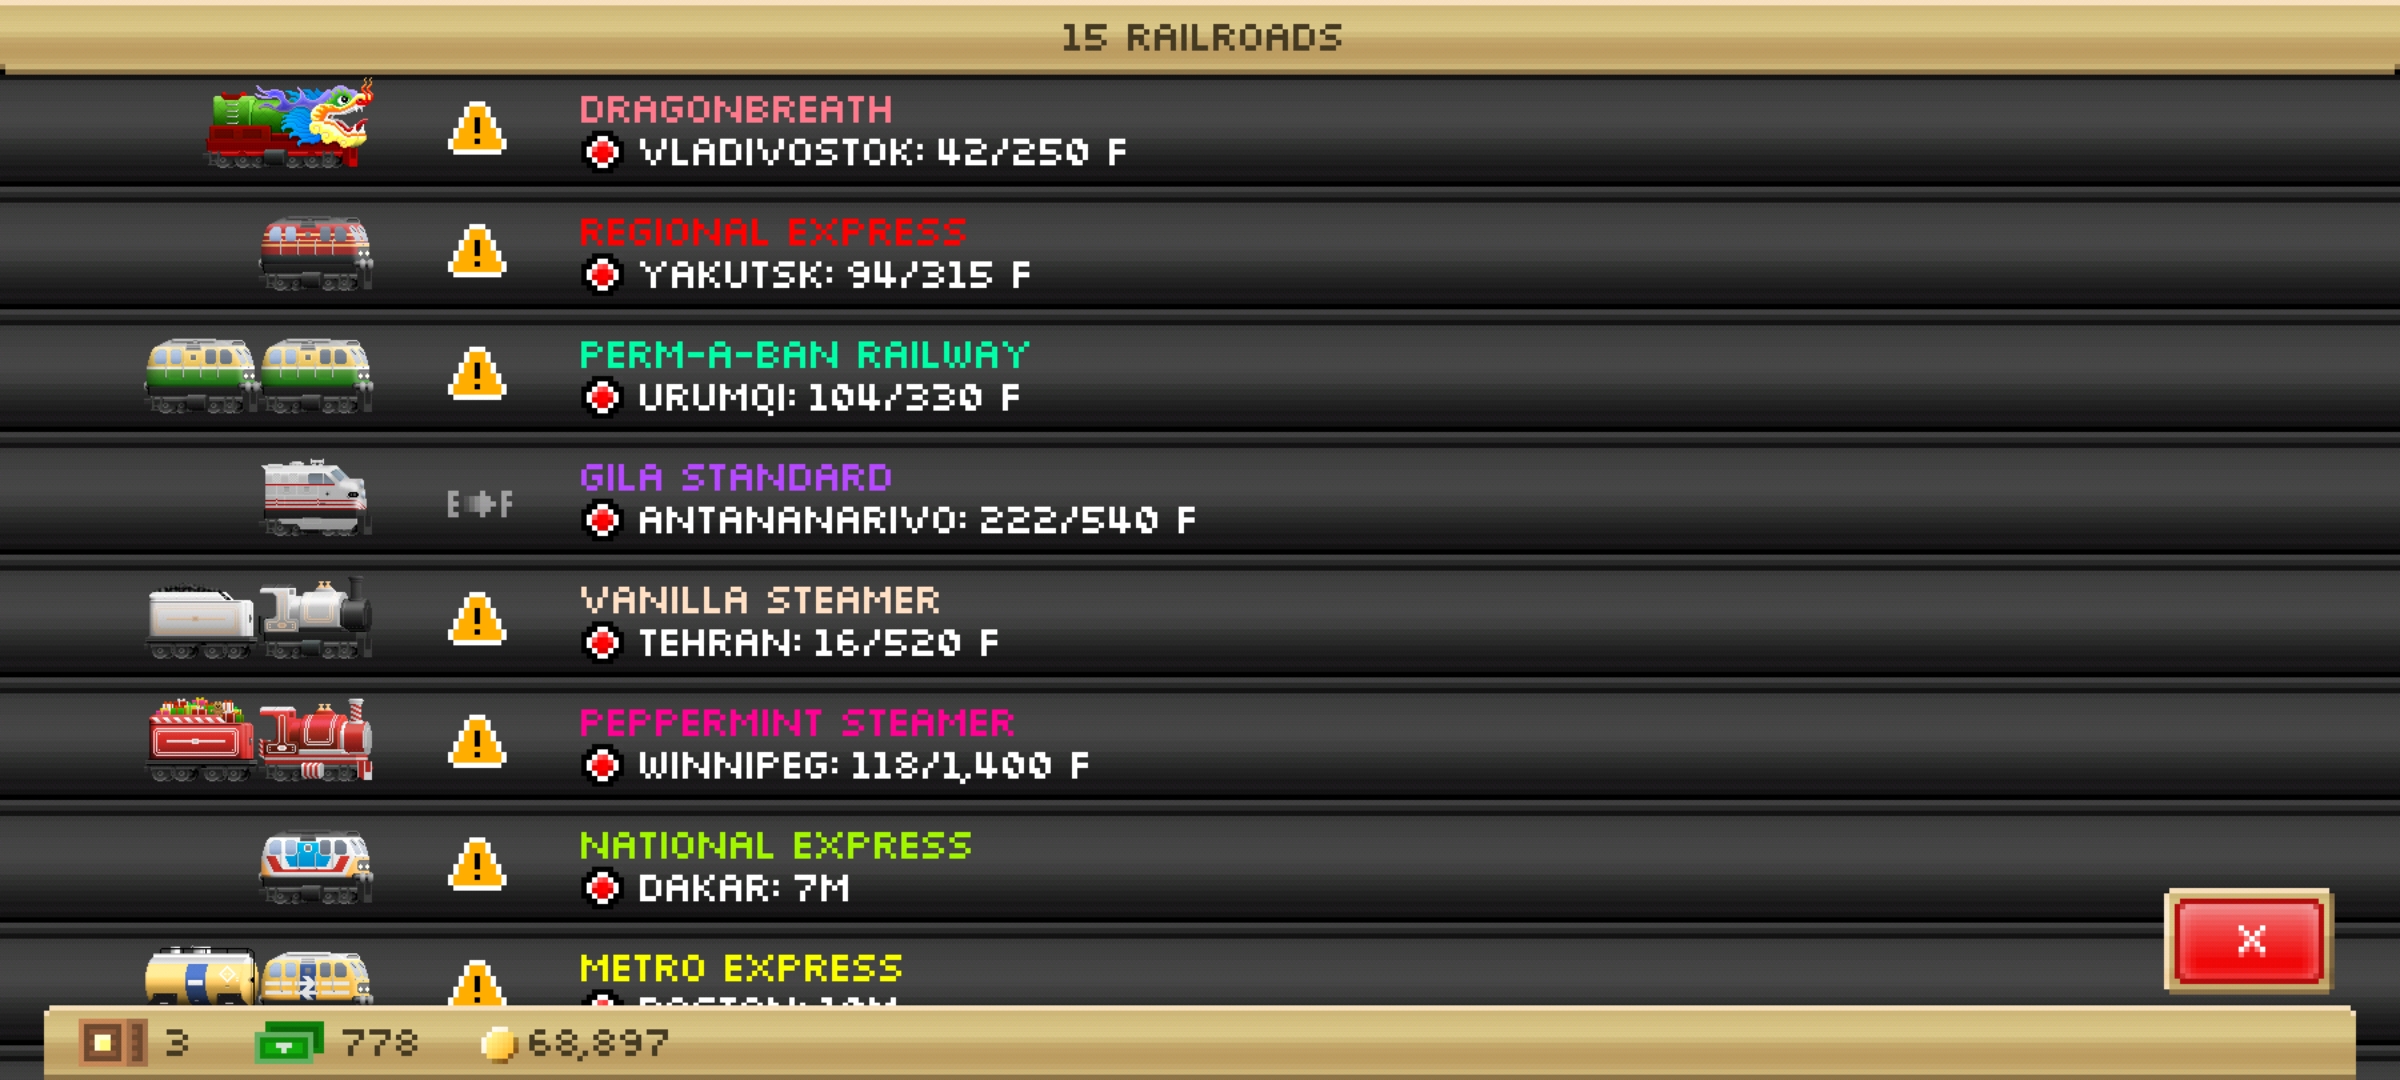 15 RAILROADS
DRAGONBREATH
VLADIVOSTOK: 42/250 F
REGIONAL EXPRESS
YAKUTSK: 94/315 F
PERM-A-BAN RAILWAY
URUMQI: 104/330 F
GILA STANDARD
E F
ANTANANARIVO: 222/540 F
VANILLA STEAMER
TEHRAN: 16/520 F
PEPPERMINT STEAMER
WINNIPEG: 118/1,400 F
NATIONAL EXPRESS
DAKAR: 7M
METRO EXPRESS
X
3 778 68,897